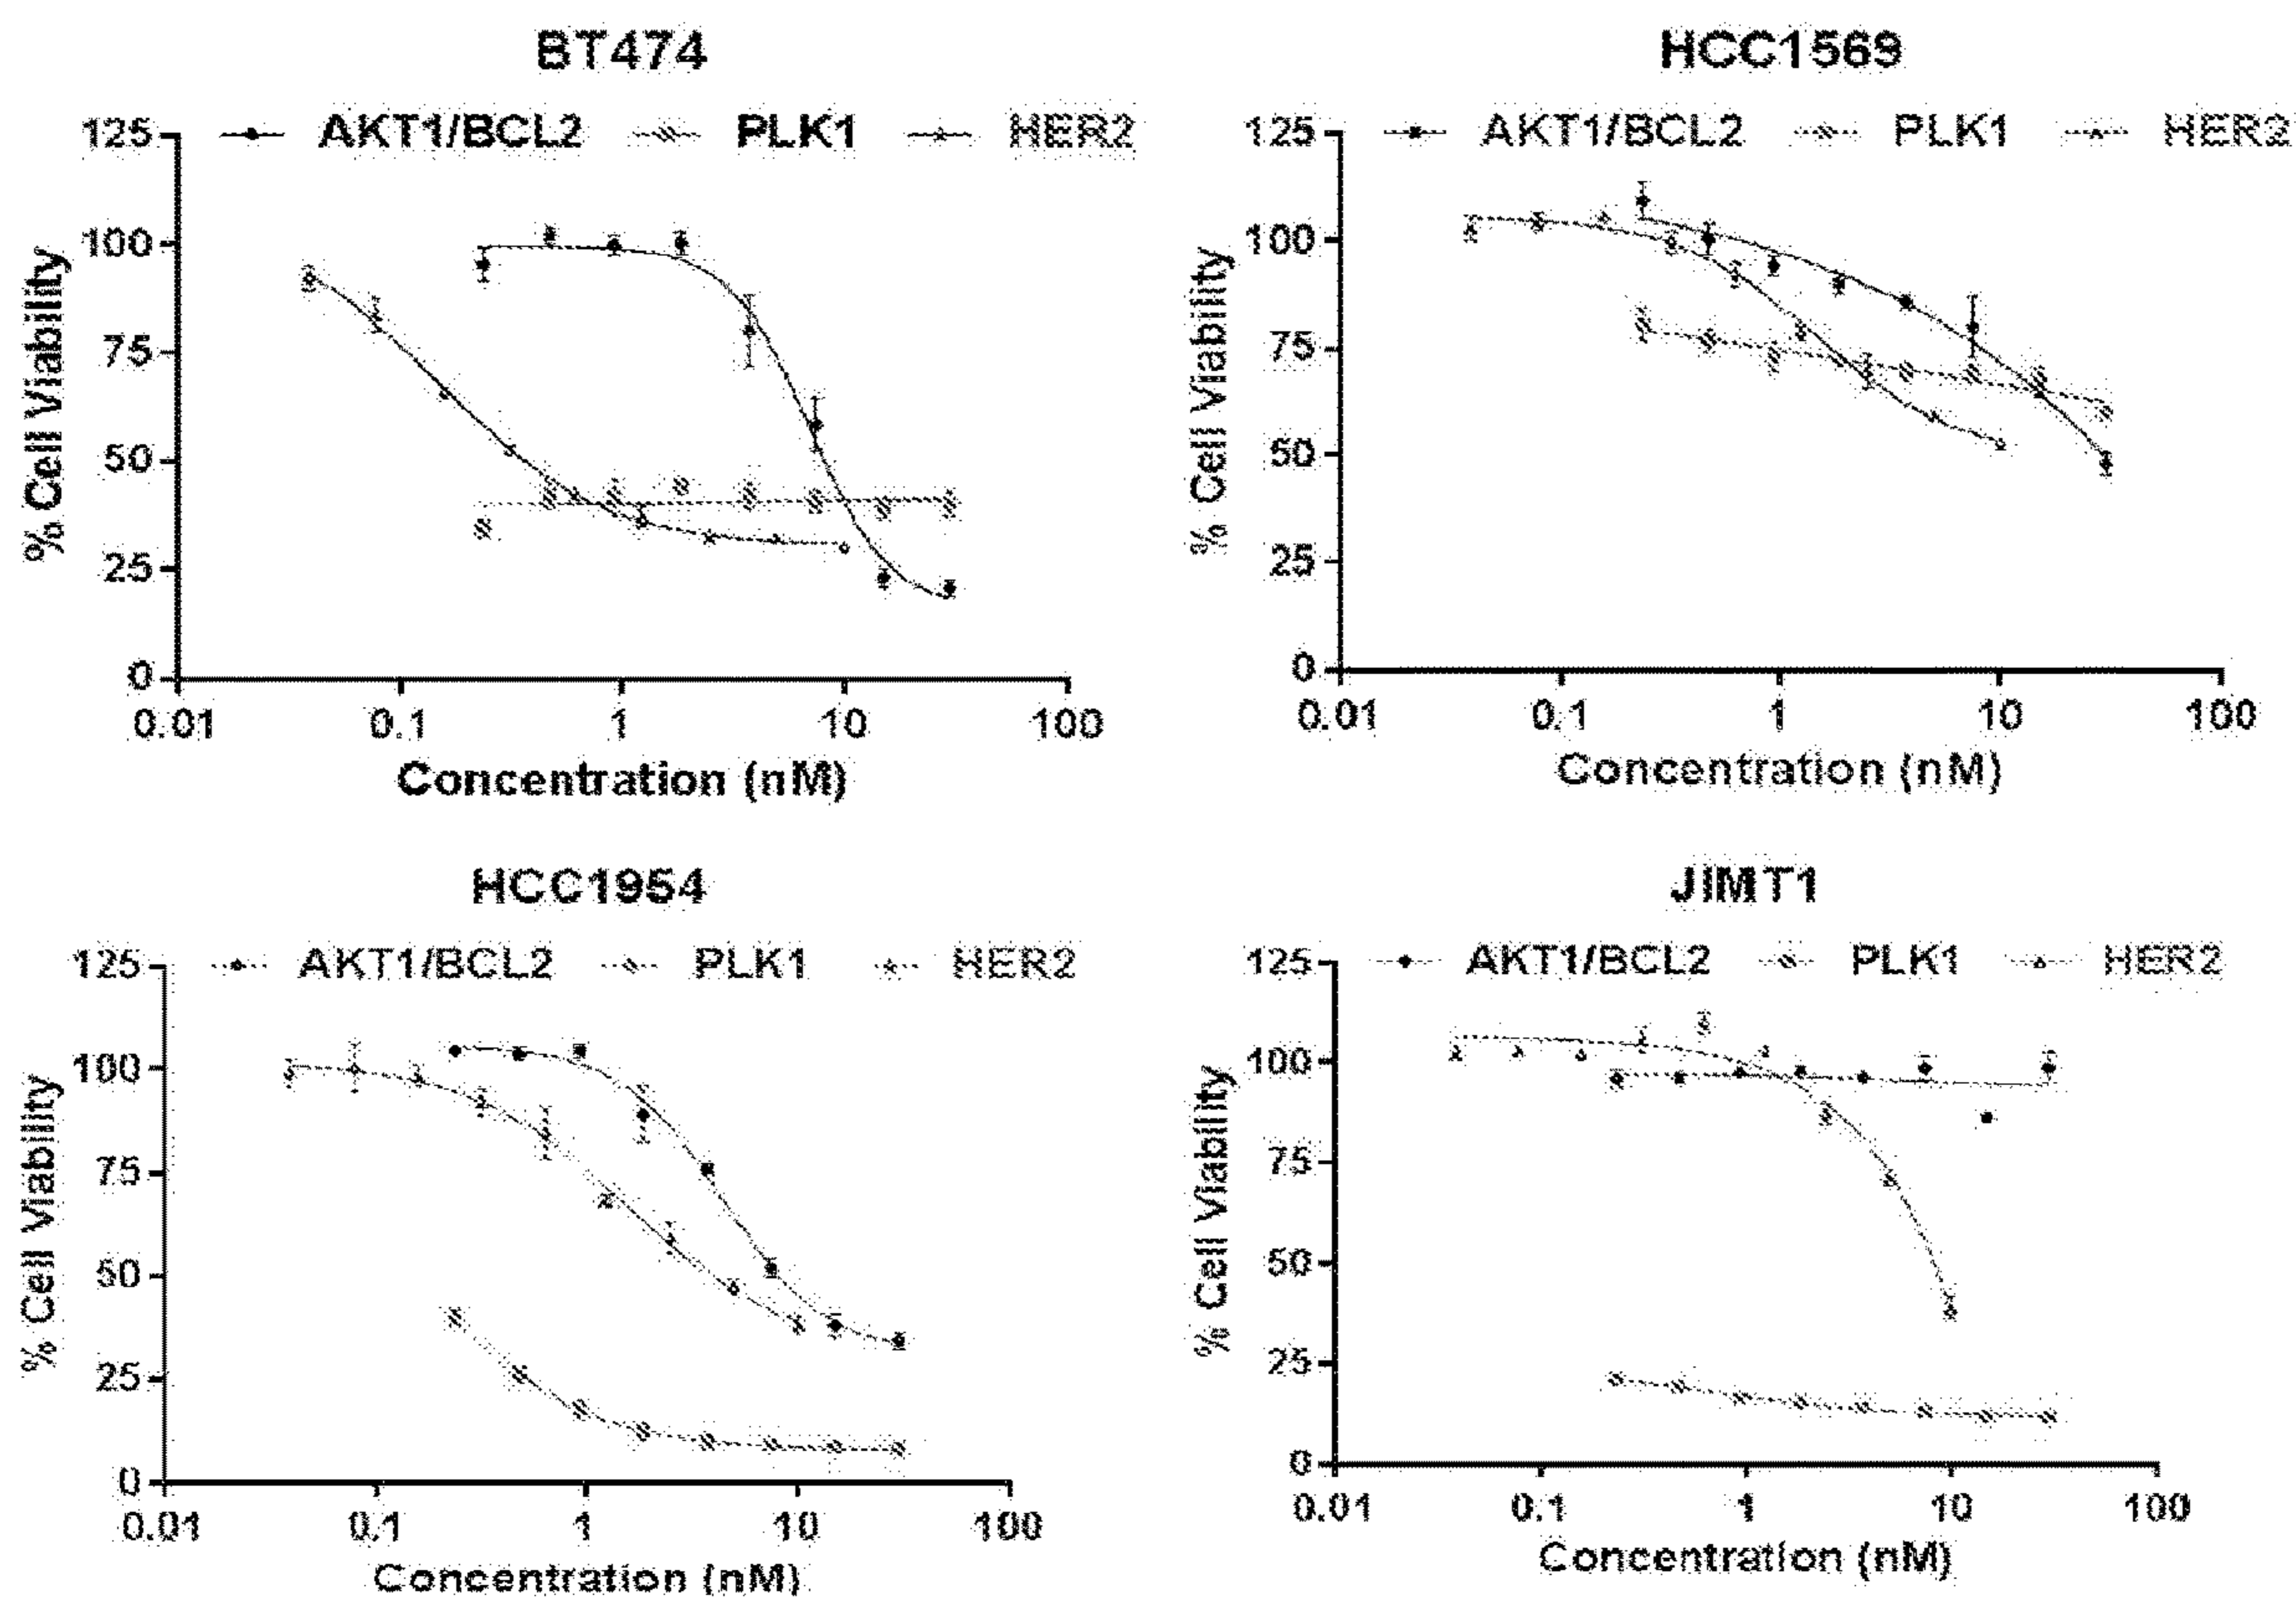 BT474
AKT1/BCL2 PLK1 HER2
125
100
75
50
25
0
% Cell Viability
0.01 0.1 1 10 100
Concentration (nM)
HCC1569
AKT1/BCL2 PLK1 HER2
125
100
75
50
25
0
% Cell Viability
0.01 0.1 1 10 100
Concentration (nM)
HCC1954
AKT1/BCL2 PLK1 HER2
125
100
75
50
25
0
% Cell Viability
0.01 0.1 1 10 100
Concentration (nM)
JIMT1
AKT1/BCL2 PLK1 HER2
125
100
75
50
25
0
% Cell Viability
0.01 0.1 1 10 100
Concentration (nM)